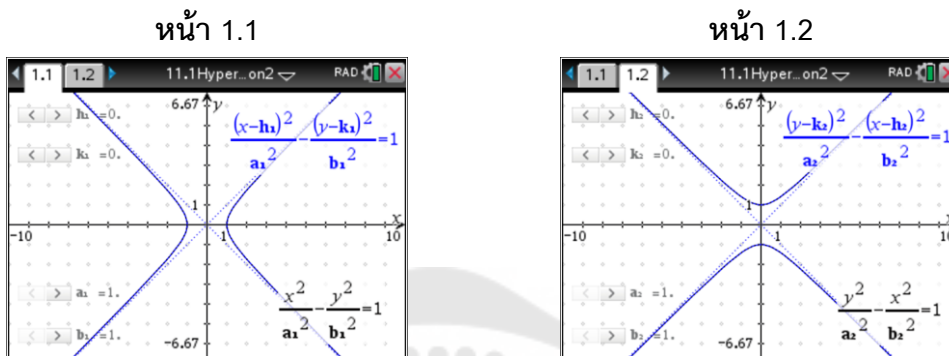 หน้า 1.1
1.1 1.2 11.1Hyper…on2 RAD
6.67 y
h₁ =0.
(x-h₁)²/a₁² - (y-k₁)²/b₁² =1
k₁ =0.
1
x
-10 1 10
a₁ =1.
x²/a₁² - y²/b₁² =1
b₁ =1.
-6.67
หน้า 1.2
1.1 1.2 11.1Hyper…on2 RAD
6.67 y
h₂ =0.
(y-k₂)²/a₂² - (x-h₂)²/b₂² =1
k₂ =0.
1
-10 1 10
a₂ =1.
y²/a₂² - x²/b₂² =1
b₂ =1.
-6.67